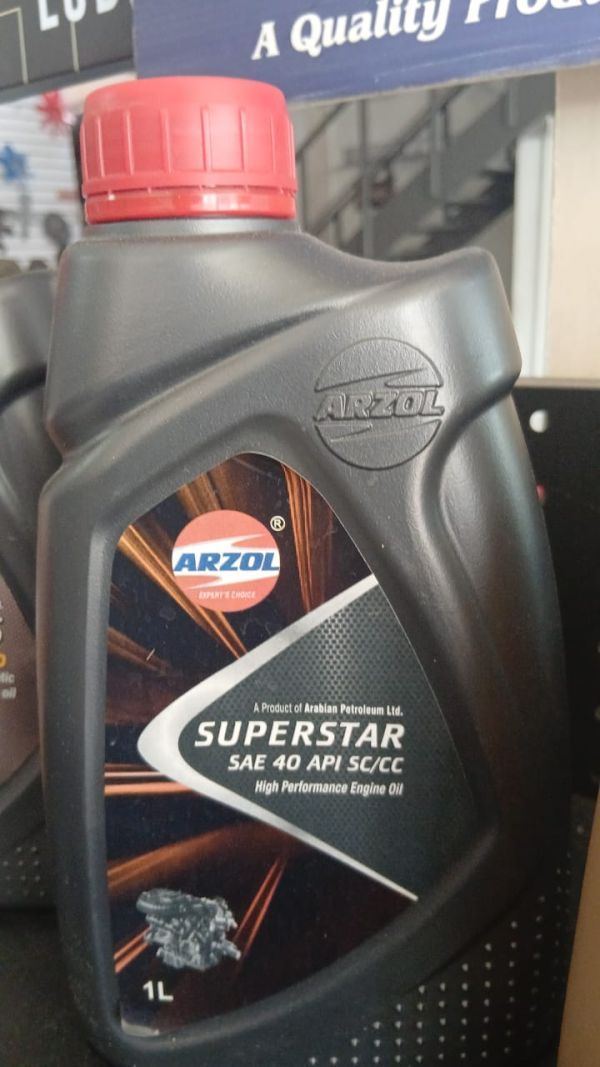 A Quality
ARZOL
®
ARZOL
EXPERT'S CHOICE
A Product of Arabian Petroleum Ltd.
SUPERSTAR
SAE 40 API SC/CC
High Performance Engine Oil
1L
oil